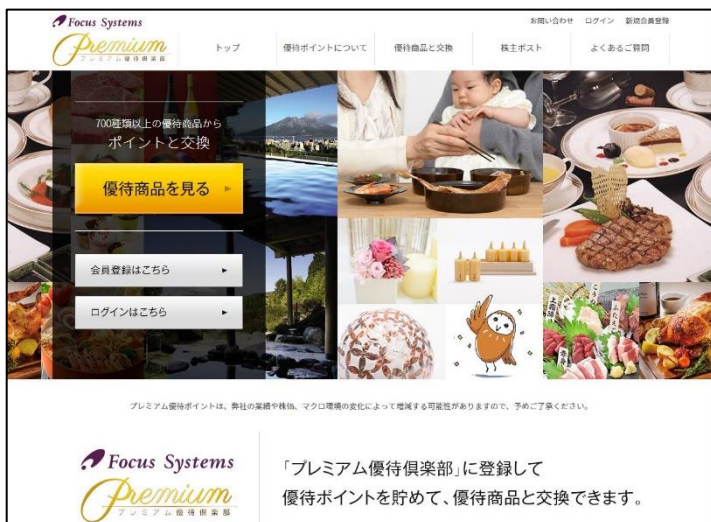 Focus Systems
お問い合わせ ログイン 新規会員登録
Premium
プレミアム優待倶楽部
トップ 優待ポイントについて 優待商品と交換 株主ポスト よくあるご質問
700種類以上の優待商品から
ポイントと交換
優待商品を見る
会員登録はこちら
ログインはこちら
プレミアム優待ポイントは、弊社の業績や株価、マクロ環境の変化によって増減する可能性がありますので、予めご了承ください。
Focus Systems
Premium
プレミアム優待倶楽部
「プレミアム優待倶楽部」に登録して
優待ポイントを貯めて、優待商品と交換できます。